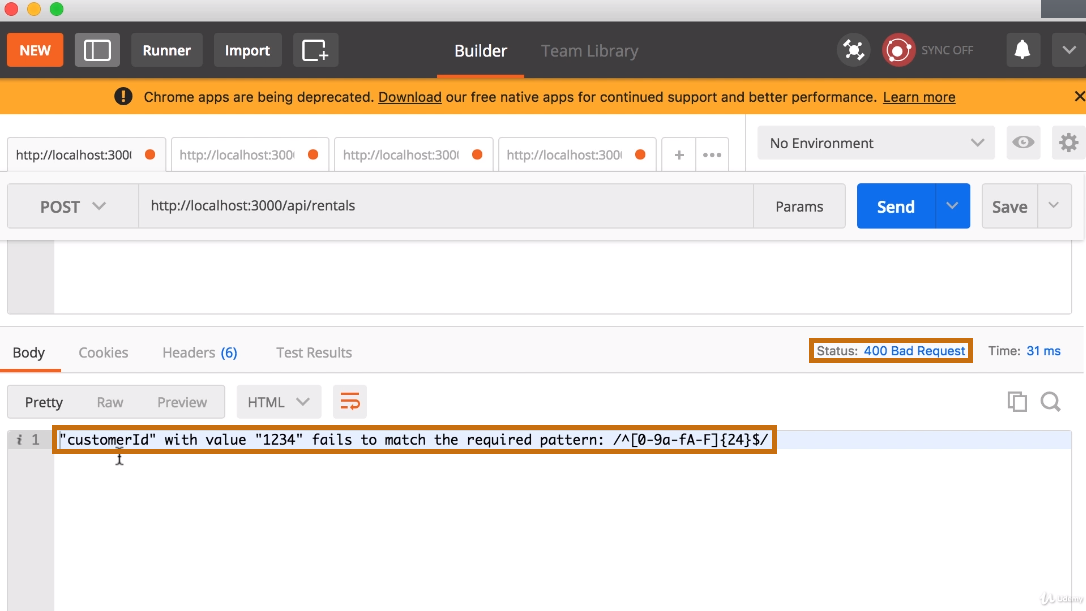 NEW Runner Import Builder Team Library SYNC OFF
Chrome apps are being deprecated. Download our free native apps for continued support and better performance. Learn more
http://localhost:3000 http://localhost:3000 http://localhost:3000 http://localhost:3000 No Environment
POST http://localhost:3000/api/rentals Params Send Save
Body Cookies Headers (6) Test Results Status: 400 Bad Request Time: 31 ms
Pretty Raw Preview HTML
i 1 "customerId" with value "1234" fails to match the required pattern: /^[0-9a-fA-F]{24}$/
Udemy